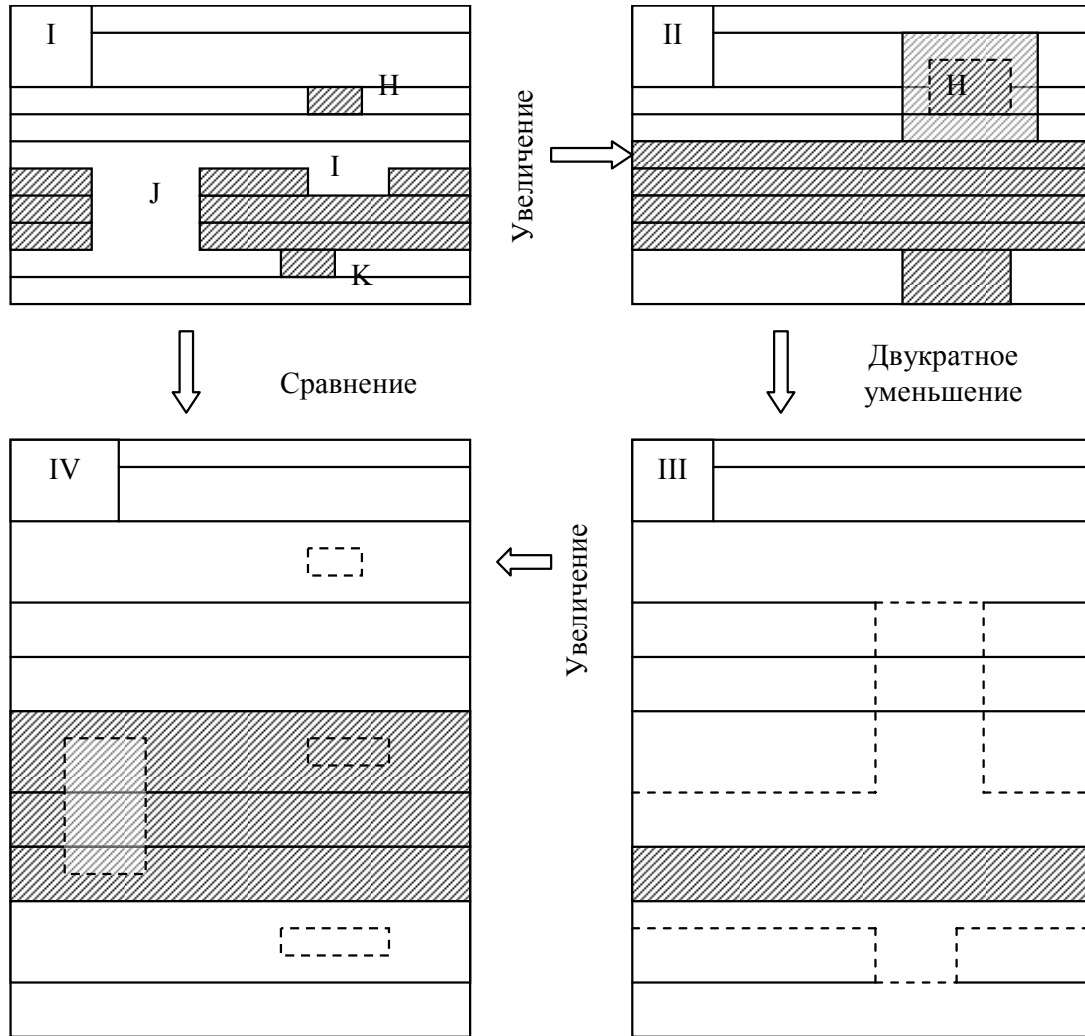 I
H
I
J
K
Увеличение
II
H
Сравнение
Двукратное
уменьшение
IV
Увеличение
III